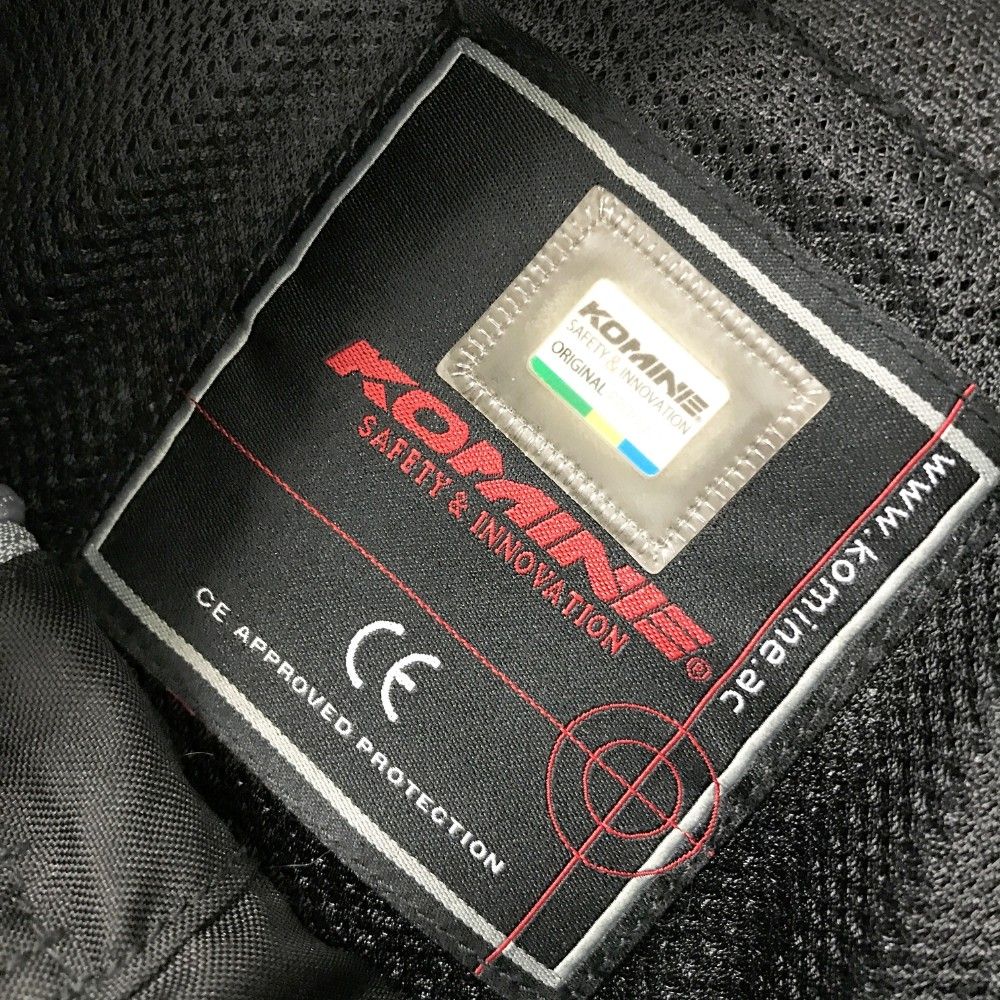 KOMINE
SAFETY & INNOVATION
ORIGINAL
KOMINE®
SAFETY & INNOVATION
www.komine.ac
CE
CE APPROVED PROTECTION